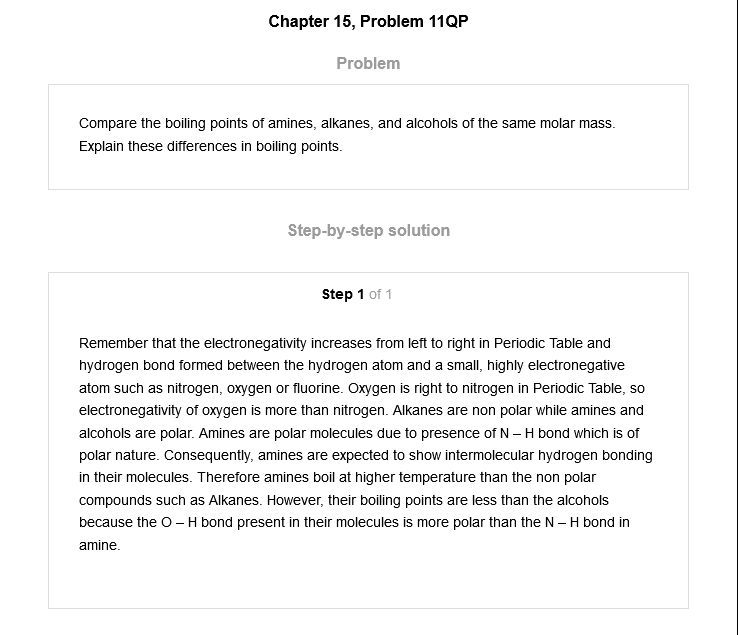 Chapter 15, Problem 11QP
Problem
Compare the boiling points of amines, alkanes, and alcohols of the same molar mass.
Explain these differences in boiling points.
Step-by-step solution
Step 1 of 1
Remember that the electronegativity increases from left to right in Periodic Table and
hydrogen bond formed between the hydrogen atom and a small, highly electronegative
atom such as nitrogen, oxygen or fluorine. Oxygen is right to nitrogen in Periodic Table, so
electronegativity of oxygen is more than nitrogen. Alkanes are non polar while amines and
alcohols are polar. Amines are polar molecules due to presence of N – H bond which is of
polar nature. Consequently, amines are expected to show intermolecular hydrogen bonding
in their molecules. Therefore amines boil at higher temperature than the non polar
compounds such as Alkanes. However, their boiling points are less than the alcohols
because the O – H bond present in their molecules is more polar than the N – H bond in
amine.